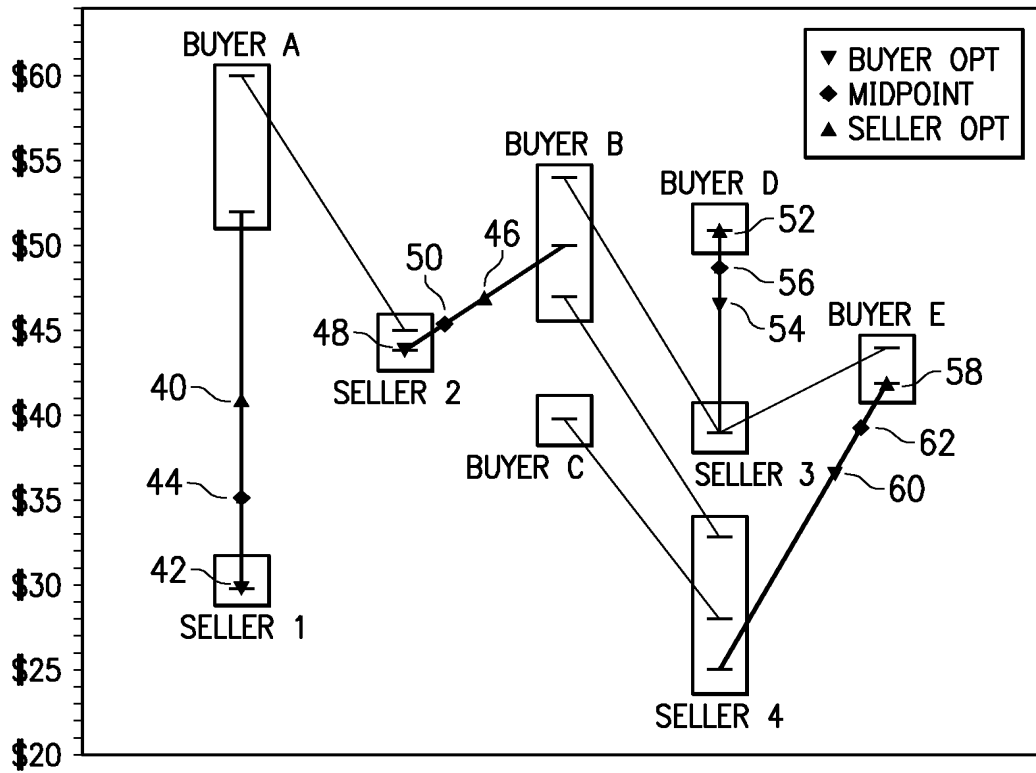 BUYER A
$60
▼ BUYER OPT
◆ MIDPOINT
▲ SELLER OPT
$55
BUYER B
BUYER D
52
$50
50
46
56
54
$45
48
BUYER E
SELLER 2
58
40
$40
62
BUYER C
SELLER 3
60
44
$35
42
$30
SELLER 1
$25
SELLER 4
$20